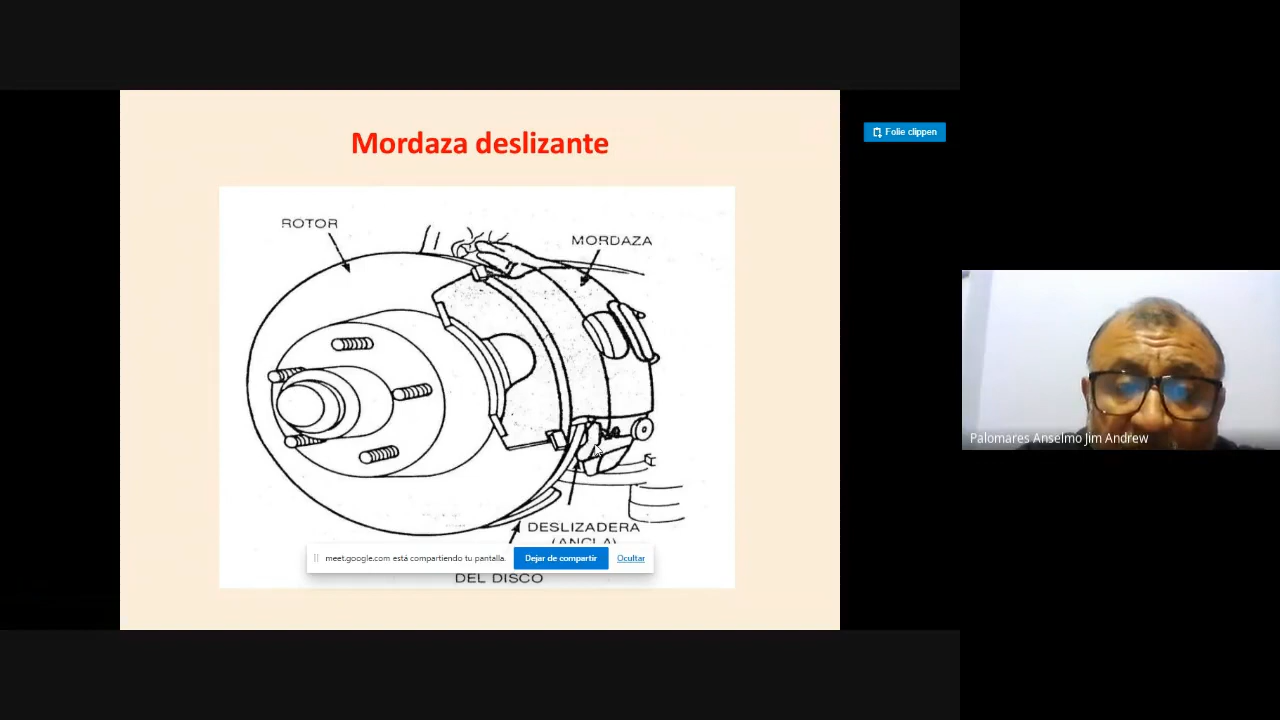 Mordaza deslizante
Folie clippen
ROTOR
MORDAZA
DESLIZADERA
(ANCLA)
meet.google.com está compartiendo tu pantalla.
Dejar de compartir
Ocultar
DEL DISCO
Palomares Anselmo Jim Andrew